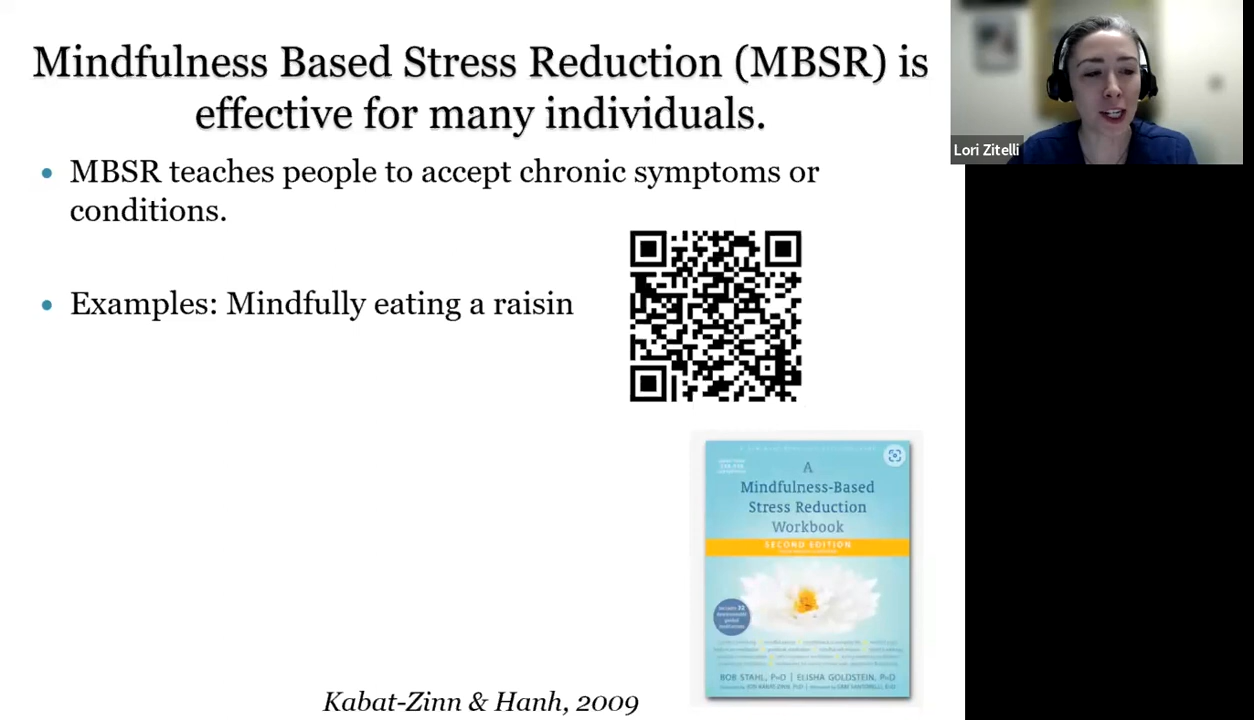 Mindfulness Based Stress Reduction (MBSR) is
effective for many individuals.
Lori Zitelli
• MBSR teaches people to accept chronic symptoms or
conditions.
• Examples: Mindfully eating a raisin
A
Mindfulness-Based
Stress Reduction
Workbook
SECOND EDITION
BOB STAHL, PHD | ELISHA GOLDSTEIN, PHD
Kabat-Zinn & Hanh, 2009